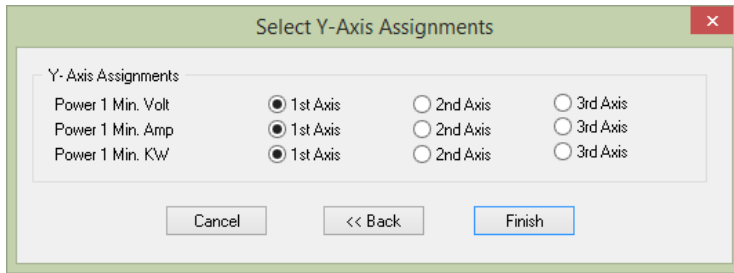 Select Y-Axis Assignments
Y- Axis Assignments
Power 1 Min. Volt 1st Axis 2nd Axis 3rd Axis
Power 1 Min. Amp 1st Axis 2nd Axis 3rd Axis
Power 1 Min. KW 1st Axis 2nd Axis 3rd Axis
Cancel << Back Finish